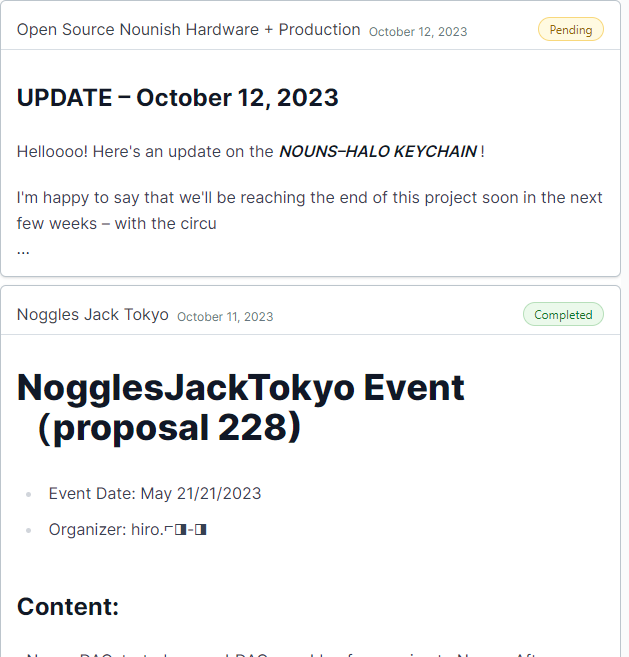 Open Source Nounish Hardware + Production October 12, 2023 Pending
UPDATE – October 12, 2023
Helloooo! Here's an update on the NOUNS–HALO KEYCHAIN !
I'm happy to say that we'll be reaching the end of this project soon in the next
few weeks – with the circu
...
Noggles Jack Tokyo October 11, 2023 Completed
NogglesJackTokyo Event
（proposal 228)
Event Date: May 21/21/2023
Organizer: hiro.⌐◨-◨
Content: